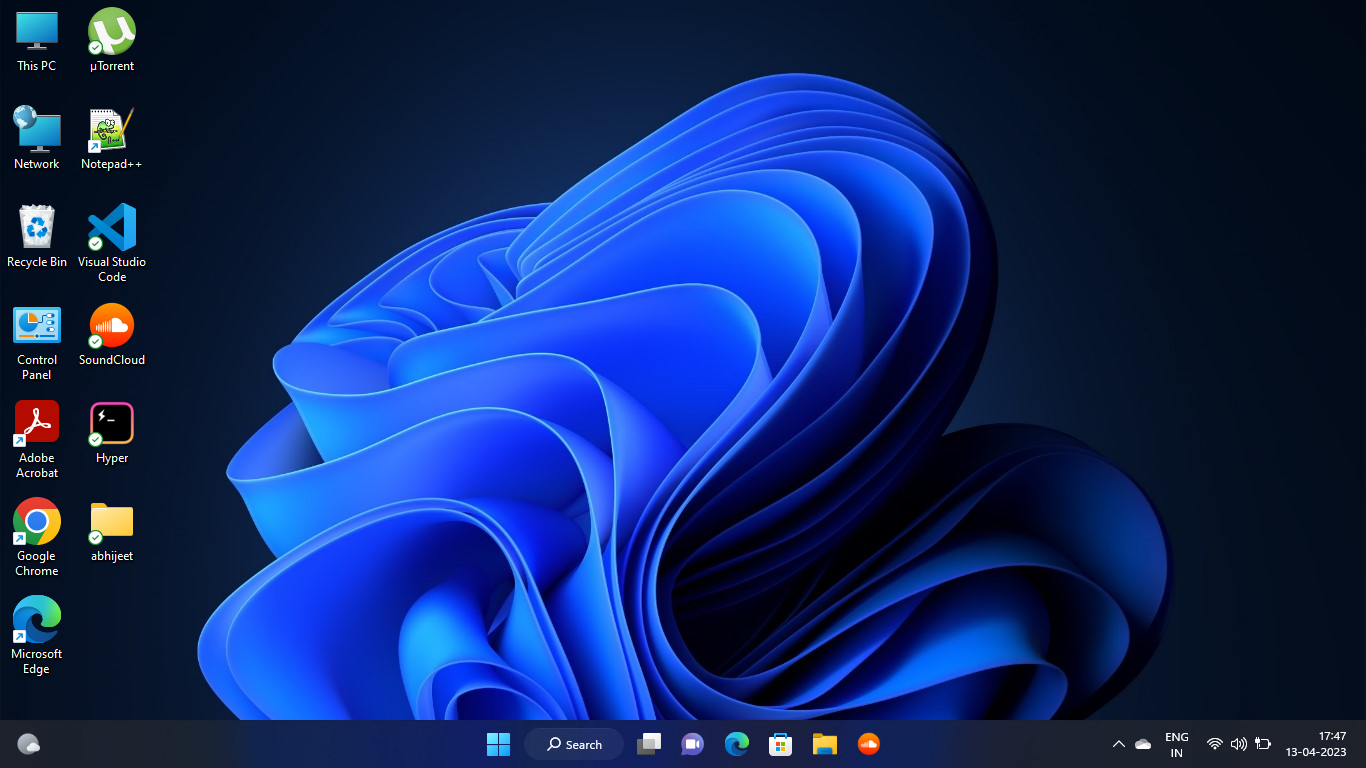 This PC
µTorrent
Network
Notepad++
Recycle Bin
Visual Studio
Code
Control
Panel
SoundCloud
Adobe
Acrobat
Hyper
Google
Chrome
abhijeet
Microsoft
Edge
Search
ENG
IN
17:47
13-04-2023